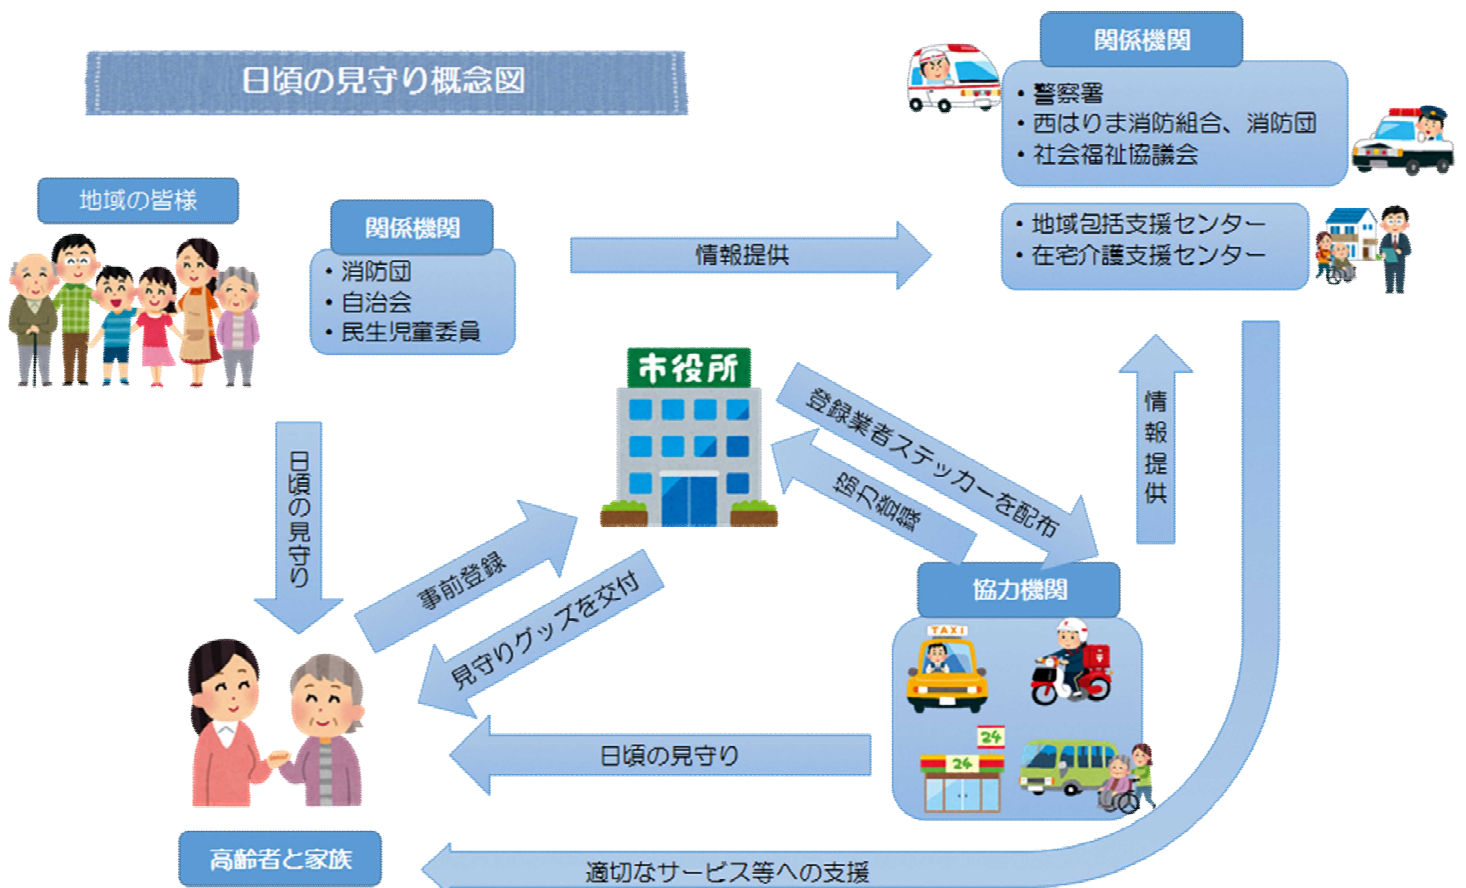 日頃の見守り概念図
関係機関
・警察署
・西はりま消防組合、消防団
・社会福祉協議会
・地域包括支援センター
・在宅介護支援センター
地域の皆様
関係機関
・消防団
・自治会
・民生児童委員
情報提供
市役所
登録業者ステッカーを配布
協力登録
情報提供
日頃の見守り
事前登録
見守りグッズを交付
協力機関
TAXI
24
24
日頃の見守り
高齢者と家族
適切なサービス等への支援